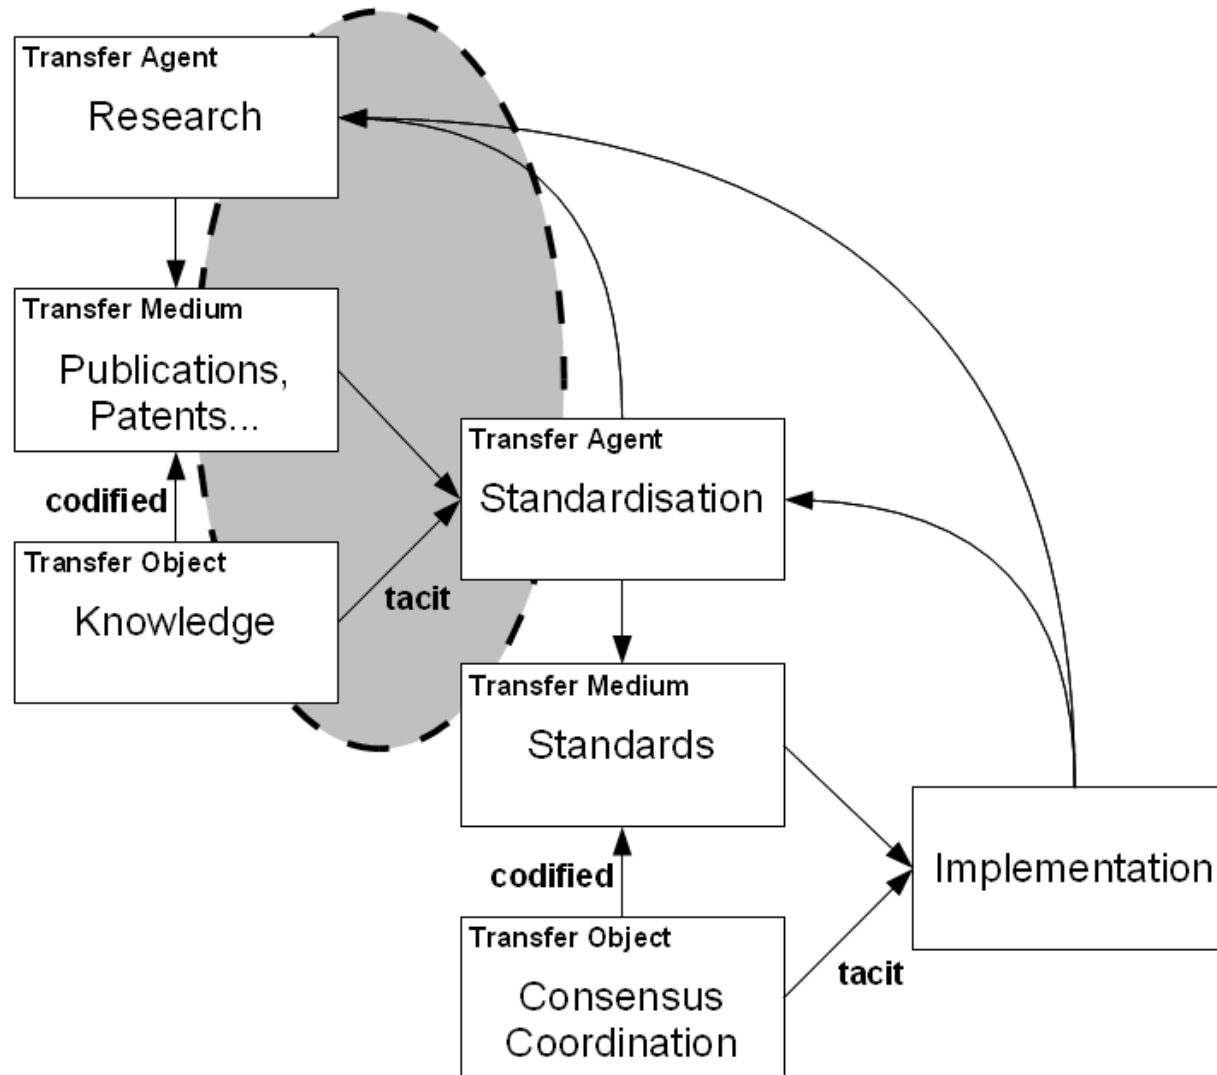 Transfer Agent
Research
Transfer Medium
Publications,
Patents...
codified
Transfer Object
Knowledge
tacit
Transfer Agent
Standardisation
Transfer Medium
Standards
codified
Transfer Object
Consensus
Coordination
tacit
Implementation